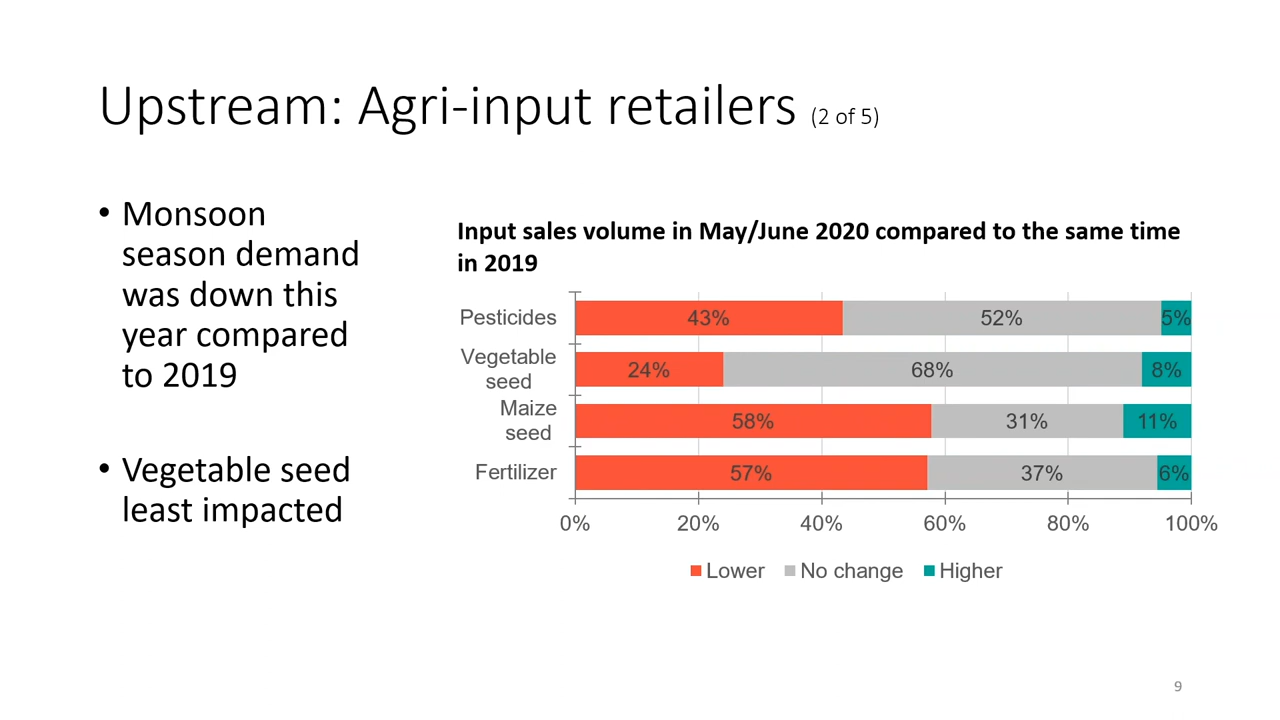 Upstream: Agri-input retailers (2 of 5)
• Monsoon
season demand
was down this
year compared
to 2019
• Vegetable seed
least impacted
Input sales volume in May/June 2020 compared to the same time
in 2019
Pesticides 43% 52% 5%
Vegetable
seed 24% 68% 8%
Maize
seed 58% 31% 11%
Fertilizer 57% 37% 6%
0% 20% 40% 60% 80% 100%
Lower No change Higher
9